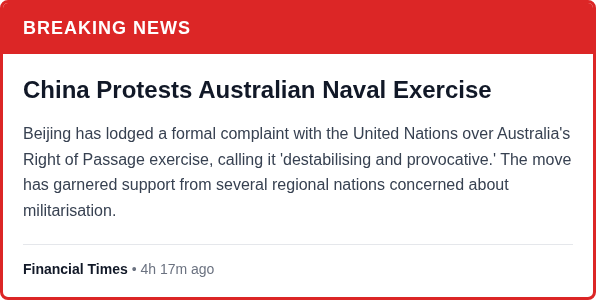 BREAKING NEWS
China Protests Australian Naval Exercise
Beijing has lodged a formal complaint with the United Nations over Australia's
Right of Passage exercise, calling it 'destabilising and provocative.' The move
has garnered support from several regional nations concerned about
militarisation.
Financial Times • 4h 17m ago